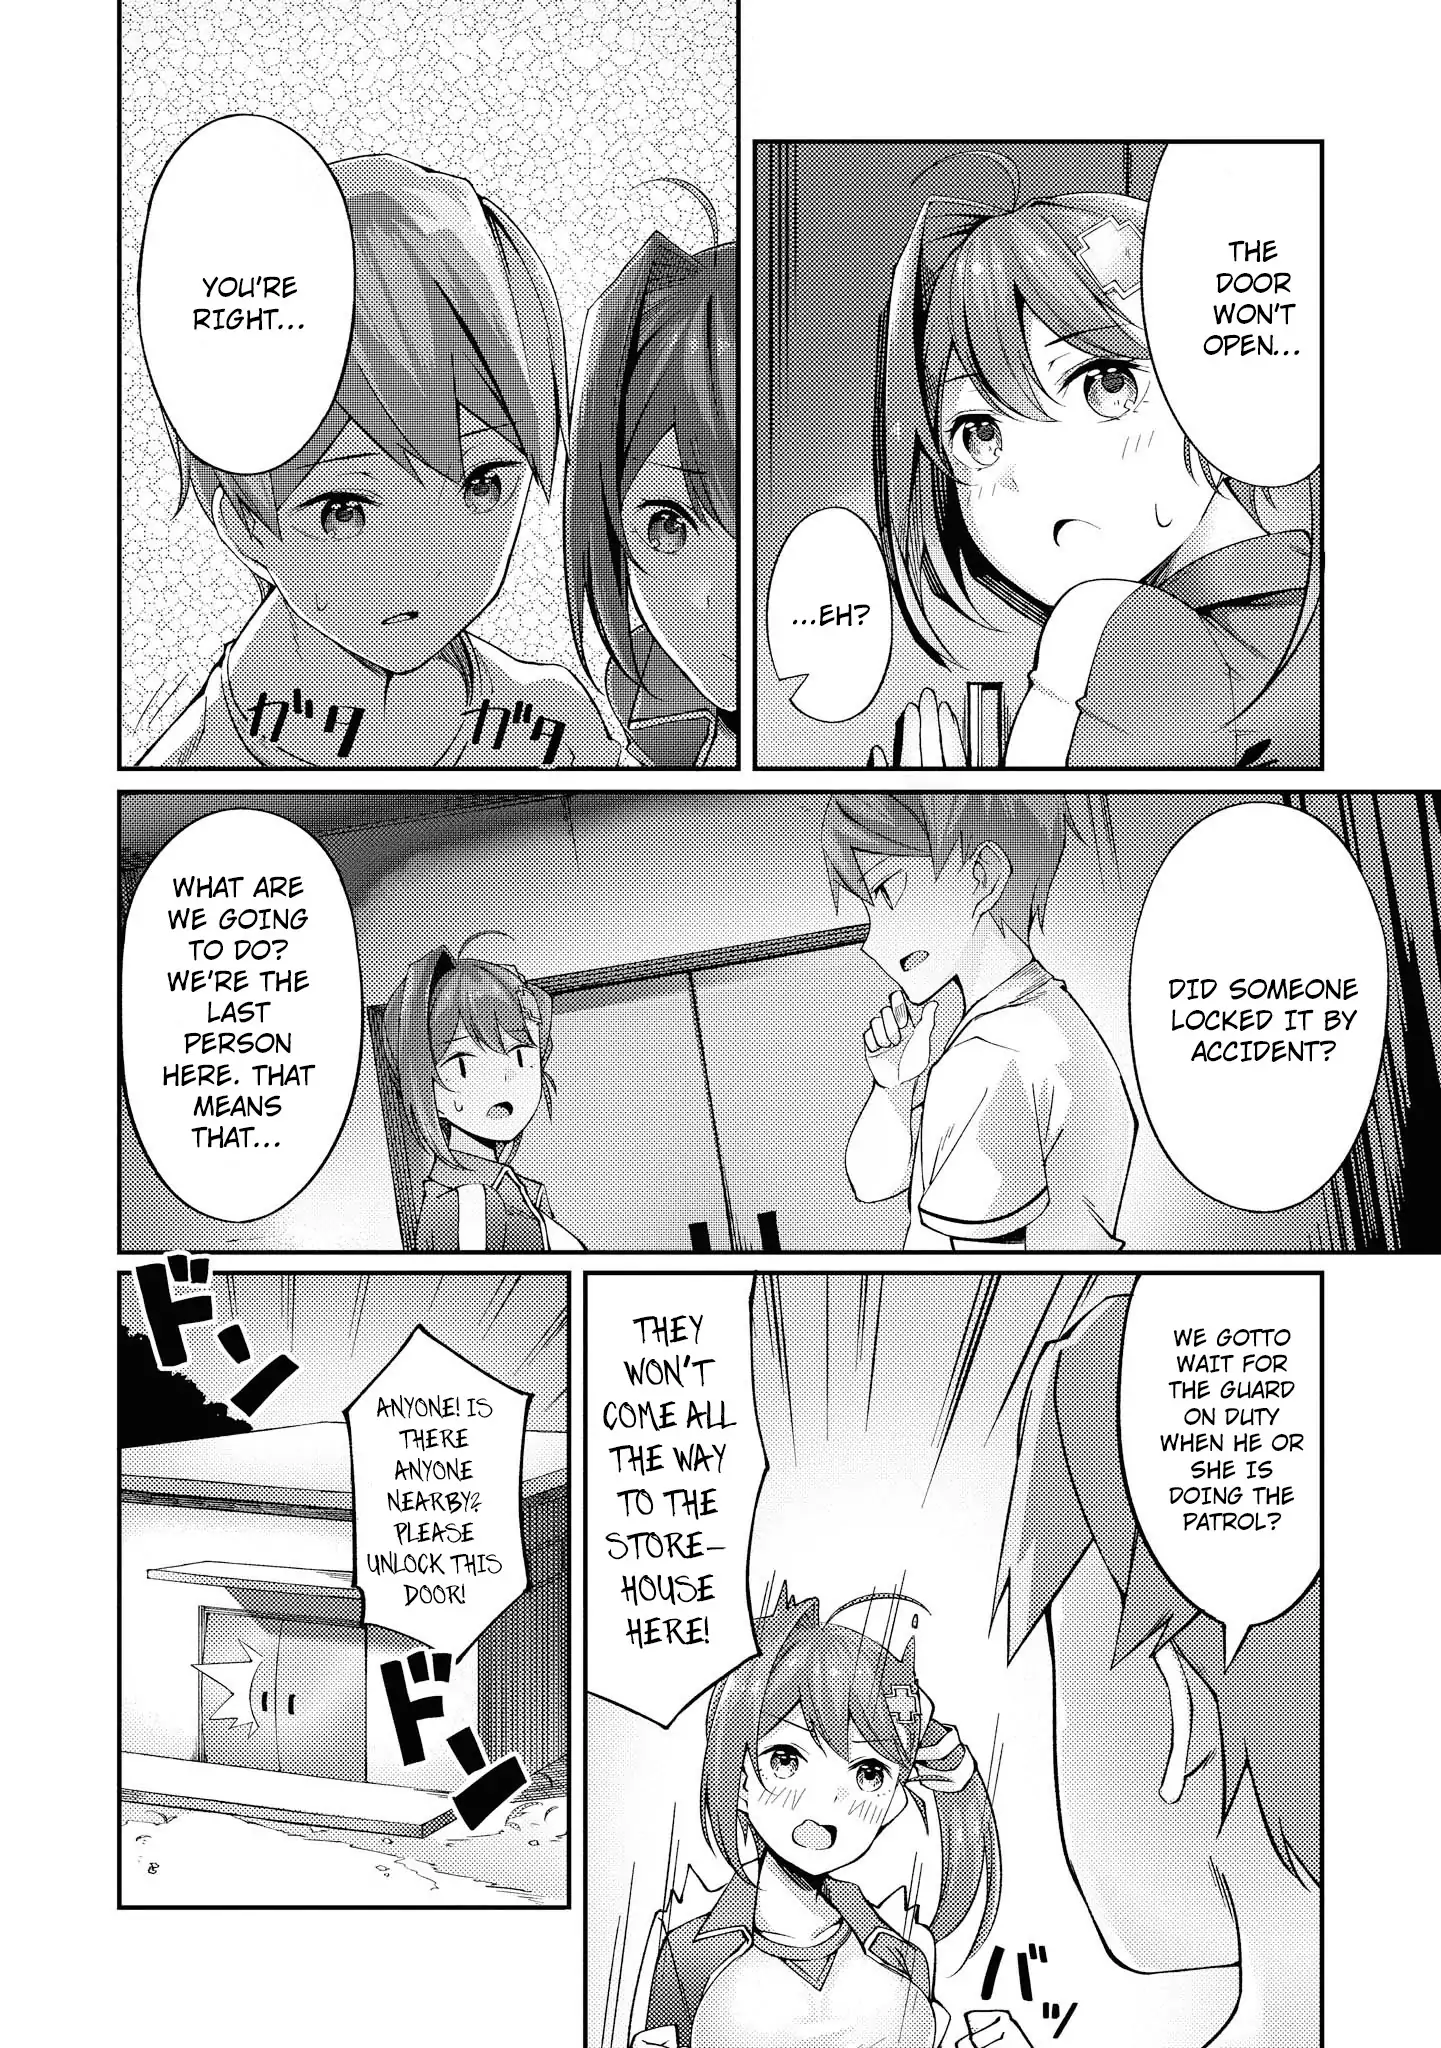 ...EH?
THE
DOOR
WON'T
OPEN...
YOU'RE
RIGHT...
ガタ
ガタ
DID SOMEONE
LOCKED IT BY
ACCIDENT?
WHAT ARE
WE GOING
TO DO?
WE'RE THE
LAST
PERSON
HERE. THAT
MEANS
THAT...
WE GOTTO
WAIT FOR
THE GUARD
ON DUTY
WHEN HE OR
SHE IS
DOING THE
PATROL?
THEY
WON'T
COME ALL
THE WAY
TO THE
STORE-
HOUSE
HERE!
バッ
ドン
ANYONE! IS
THERE
ANYONE
NEARBY?
PLEASE
UNLOCK THIS
DOOR!
ドン